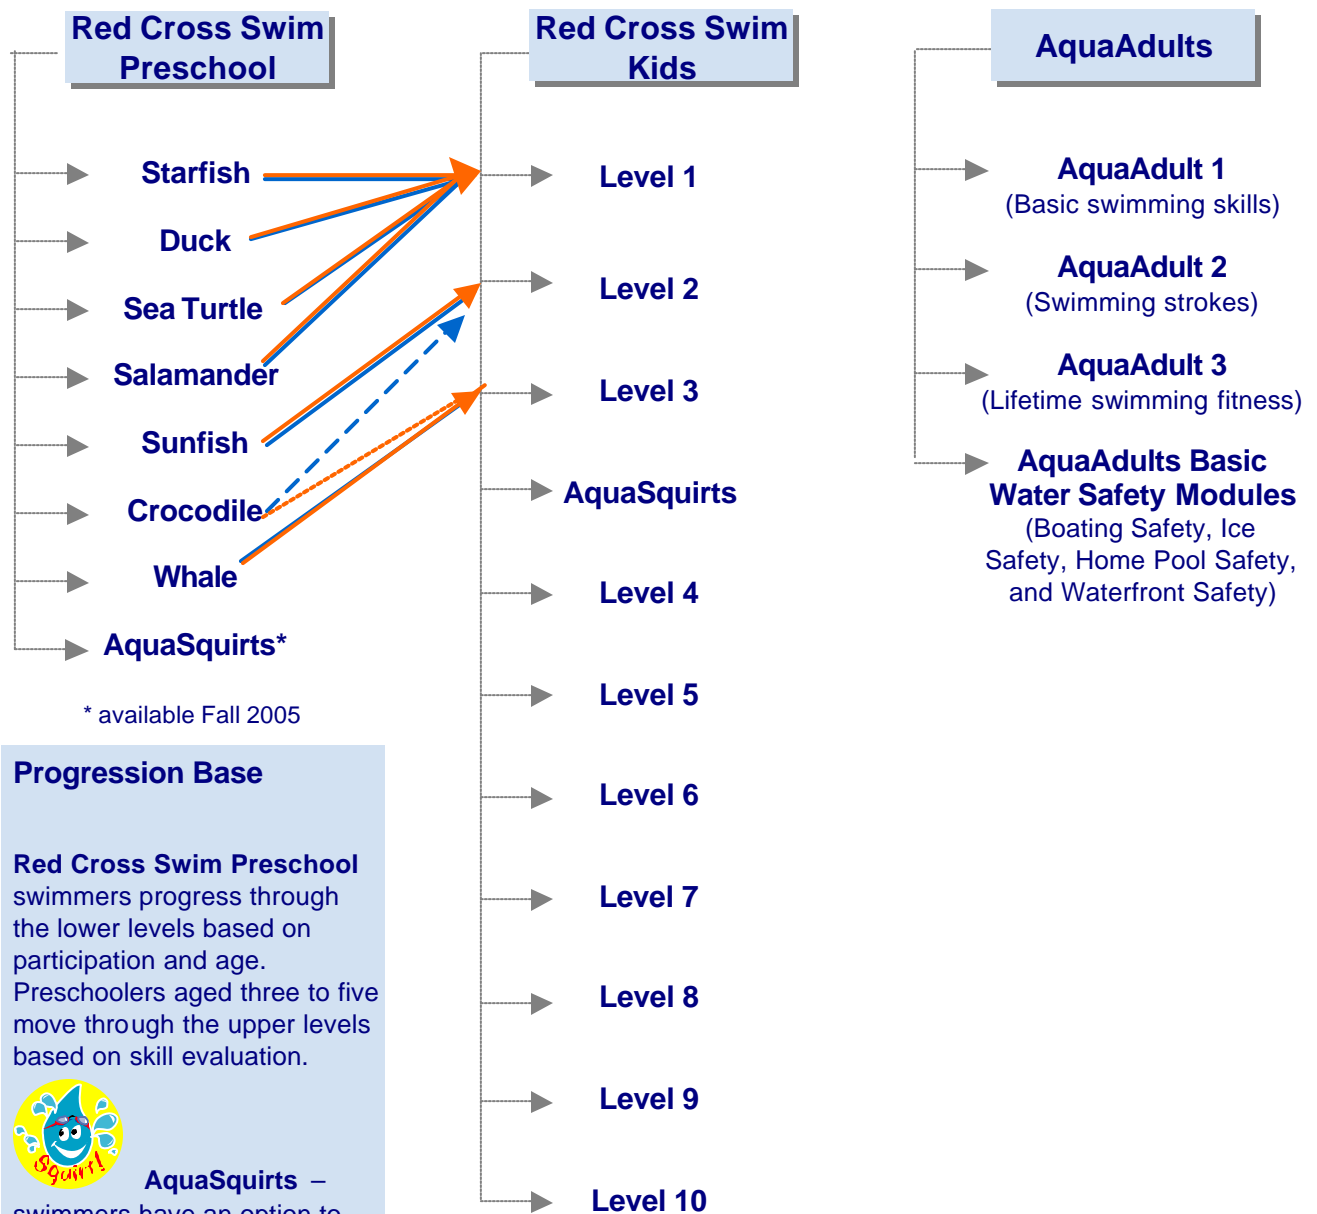 Red Cross Swim
Preschool
Starfish
Duck
Sea Turtle
Salamander
Sunfish
Crocodile
Whale
AquaSquirts*
* available Fall 2005
Red Cross Swim
Kids
Level 1
Level 2
Level 3
AquaSquirts
Level 4
Level 5
Level 6
Level 7
Level 8
Level 9
Level 10
AquaAdults
AquaAdult 1
(Basic swimming skills)
AquaAdult 2
(Swimming strokes)
AquaAdult 3
(Lifetime swimming fitness)
AquaAdults Basic
Water Safety Modules
(Boating Safety, Ice
Safety, Home Pool Safety,
and Waterfront Safety)
Progression Base
Red Cross Swim Preschool
swimmers progress through
the lower levels based on
participation and age.
Preschoolers aged three to five
move through the upper levels
based on skill evaluation.
Squirt!
AquaSquirts –
swimmers have an option to